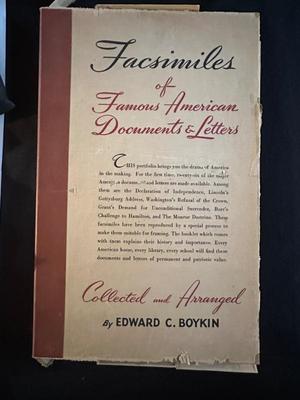 Facsimiles
of
Famous American
Documents & Letters
THIS portfolio brings you the drama of America
in the making. For the first time, twenty-six of the major
American documents and letters are made available. Among
them are the Declaration of Independence, Lincoln's
Gettysburg Address, Washington's Refusal of the Crown,
Grant's Demand for Unconditional Surrender, Burr's
Challenge to Hamilton, and The Monroe Doctrine. These
facsimiles have been reproduced by a special process to
make them suitable for framing. The booklet which comes
with them explains their history and importance. Every
American home, every library, every school will find these
documents and letters of permanent and patriotic value.
Collected and Arranged
By EDWARD C. BOYKIN